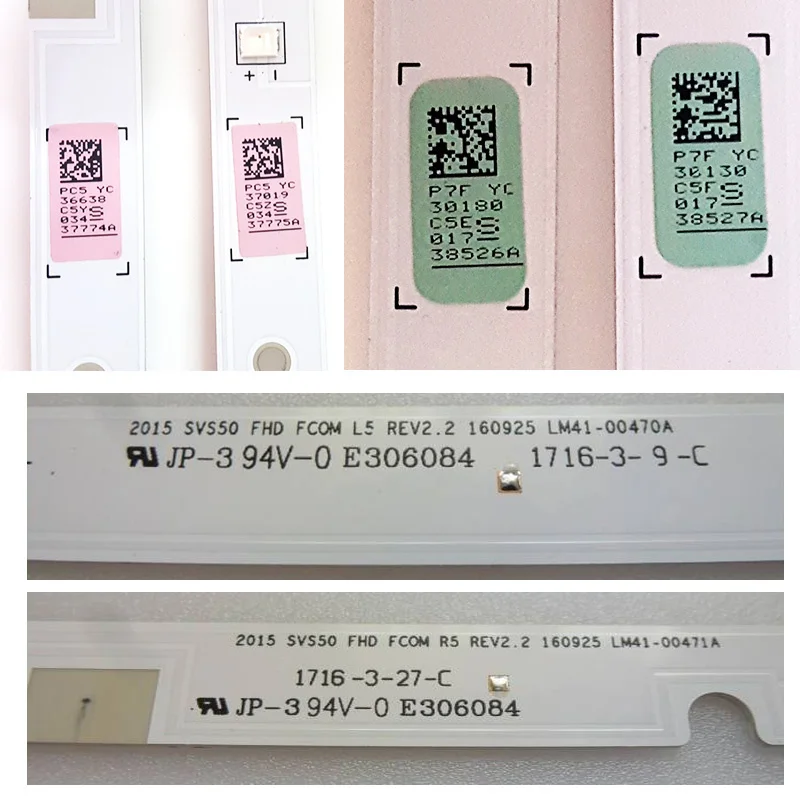 PC5 YC
36638
C5Y S
034
37774A
+ -
PC5 YC
37019
C5Z S
034
37775A
P7F YC
30180
C5E S
017
38526A
P7F YC
30130
C5F S
017
38527A
2015 SVS50 FHD FCOM L5 REV2.2 160925 LM41-00470A
JP-3 94V-0 E306084 1716-3- 9 -C
2015 SVS50 FHD FCOM R5 REV2.2 160925 LM41-00471A
1716 -3-27-C
JP-3 94V-0 E306084